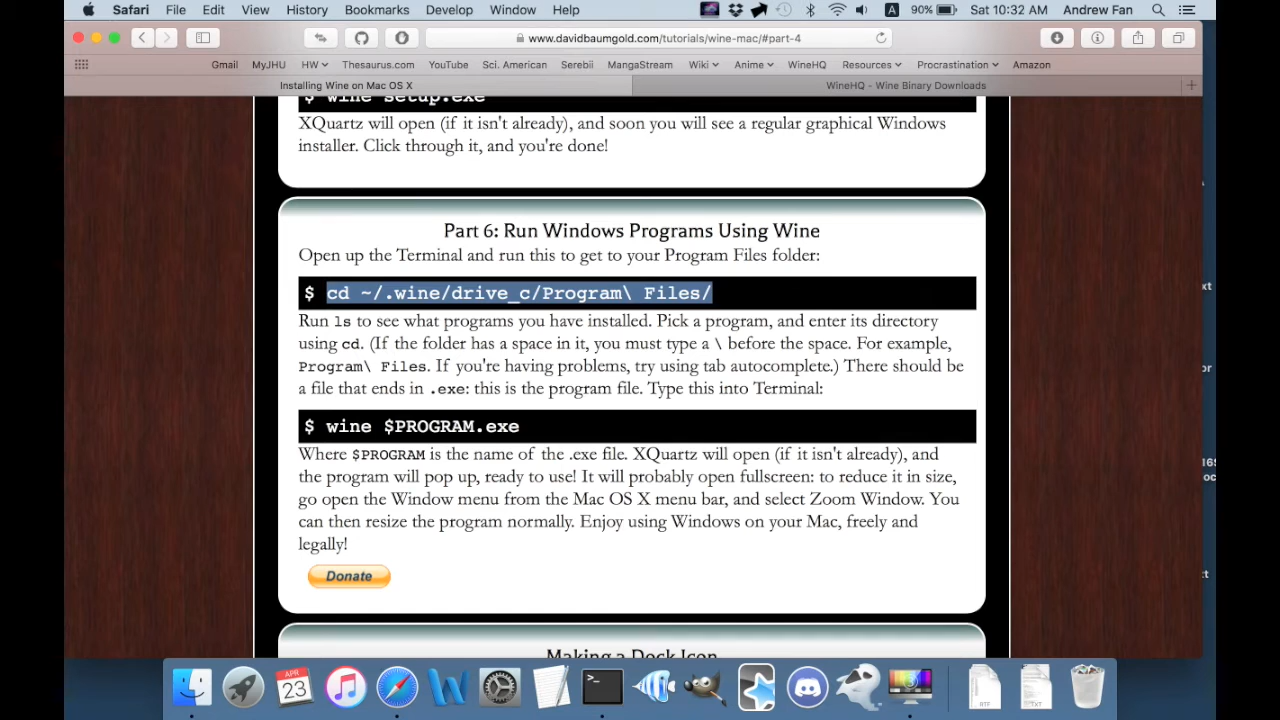 Safari File Edit View History Bookmarks Develop Window Help A 90% Sat 10:32 AM Andrew Fan
www.davidbaumgold.com/tutorials/wine-mac/#part-4
Gmail MyJHU HW Thesaurus.com YouTube Sci. American Serebii MangaStream Wiki Anime WineHQ Resources Procrastination Amazon
Installing Wine on Mac OS X WineHQ - Wine Binary Downloads
$ wine setup.exe
XQuartz will open (if it isn't already), and soon you will see a regular graphical Windows
installer. Click through it, and you're done!
Part 6: Run Windows Programs Using Wine
Open up the Terminal and run this to get to your Program Files folder:
$ cd ~/.wine/drive_c/Program\ Files/
Run ls to see what programs you have installed. Pick a program, and enter its directory
using cd. (If the folder has a space in it, you must type a \ before the space. For example,
Program\ Files. If you're having problems, try using tab autocomplete.) There should be
a file that ends in .exe: this is the program file. Type this into Terminal:
$ wine $PROGRAM.exe
Where $PROGRAM is the name of the .exe file. XQuartz will open (if it isn't already), and
the program will pop up, ready to use! It will probably open fullscreen: to reduce it in size,
go open the Window menu from the Mac OS X menu bar, and select Zoom Window. You
can then resize the program normally. Enjoy using Windows on your Mac, freely and
legally!
Donate
Making a Dock Icon
APR
23
RTF TXT